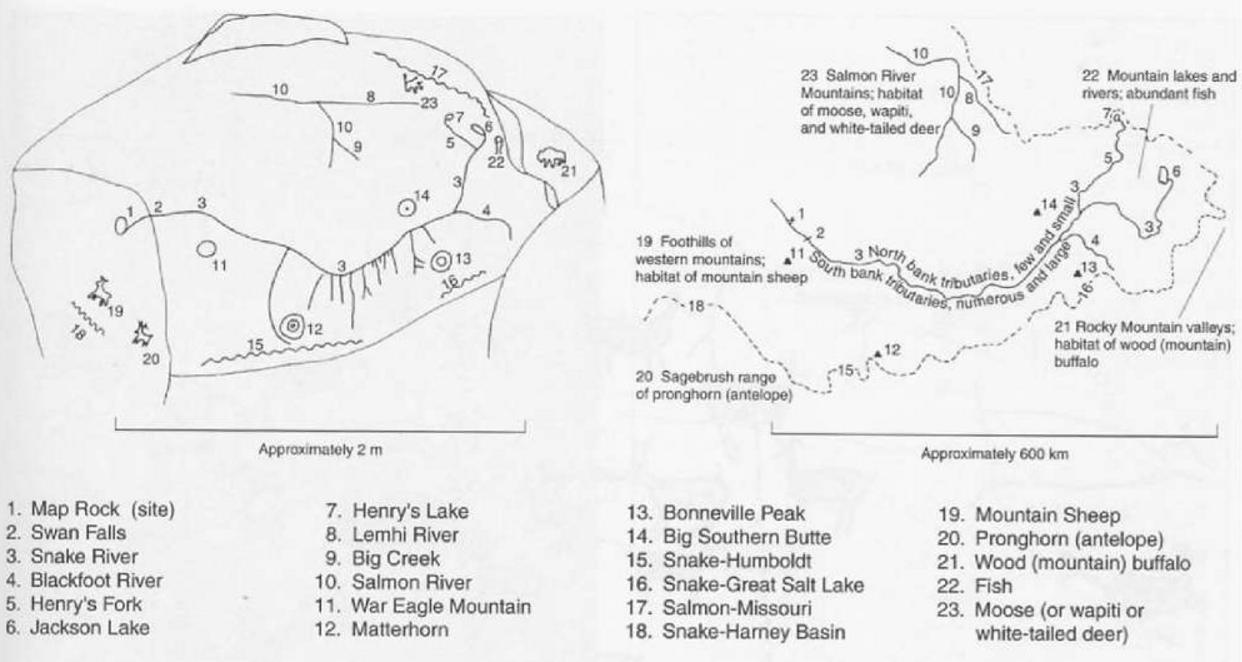 17
10
8
23
10
9
7
6
5
22
21
3
14
4
1
2
3
11
3
13
16
19
18
20
12
15
Approximately 2 m
10
17
23 Salmon River
Mountains; habitat
of moose, wapiti,
and white-tailed deer
10
8
9
22 Mountain lakes and
rivers; abundant fish
7
5
6
3
14
1
2
3
4
19 Foothills of
western mountains;
habitat of mountain sheep
11
3
North bank tributaries, few and small
South bank tributaries, numerous and large
13
16
18
21 Rocky Mountain valleys;
habitat of wood (mountain)
buffalo
12
15
20 Sagebrush range
of pronghorn (antelope)
Approximately 600 km
1. Map Rock (site)
2. Swan Falls
3. Snake River
4. Blackfoot River
5. Henry's Fork
6. Jackson Lake
7. Henry's Lake
8. Lemhi River
9. Big Creek
10. Salmon River
11. War Eagle Mountain
12. Matterhorn
13. Bonneville Peak
14. Big Southern Butte
15. Snake-Humboldt
16. Snake-Great Salt Lake
17. Salmon-Missouri
18. Snake-Harney Basin
19. Mountain Sheep
20. Pronghorn (antelope)
21. Wood (mountain) buffalo
22. Fish
23. Moose (or wapiti or
white-tailed deer)